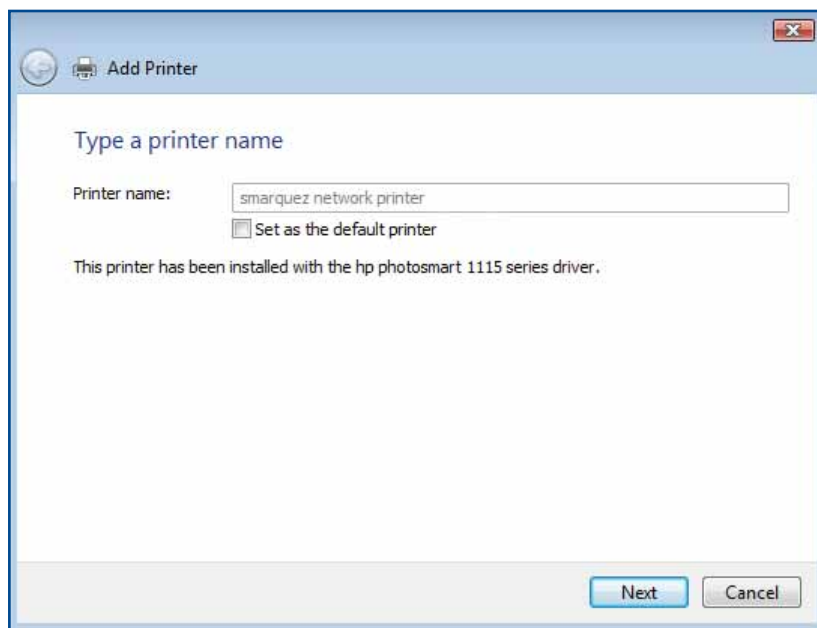 Add Printer
Type a printer name
Printer name: smarquez network printer
Set as the default printer
This printer has been installed with the hp photosmart 1115 series driver.
Next Cancel